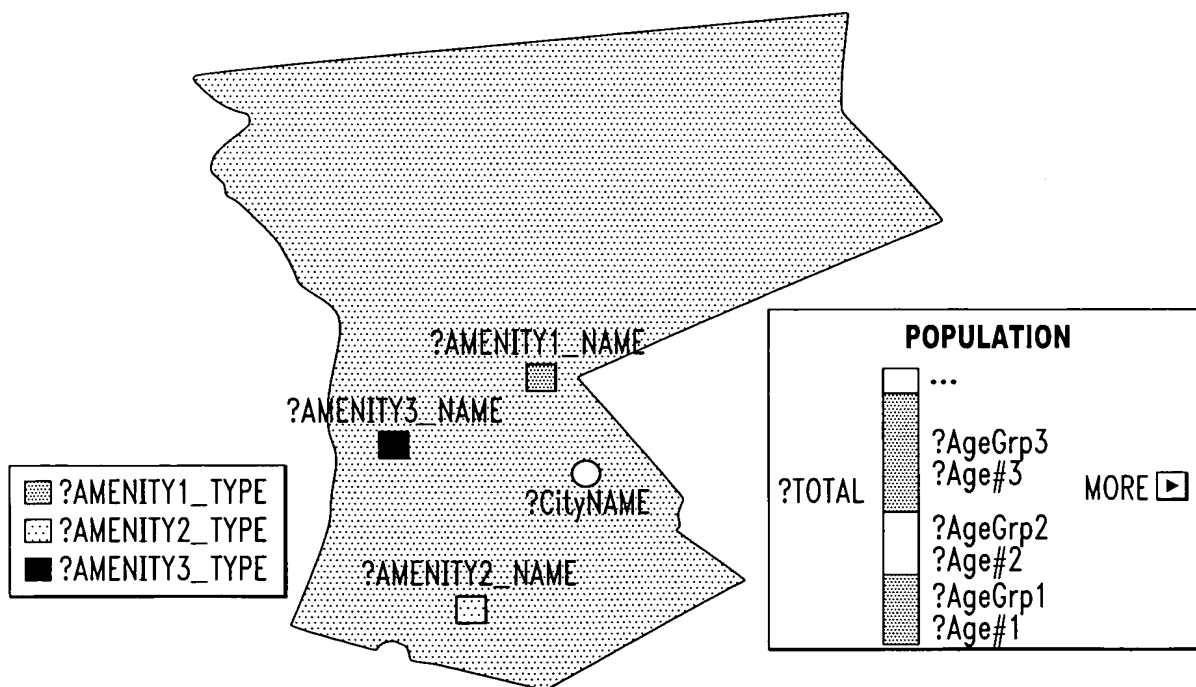 ?AMENITY1_NAME
?AMENITY3_NAME
?CityNAME
?AMENITY2_NAME
?AMENITY1_TYPE
?AMENITY2_TYPE
?AMENITY3_TYPE
POPULATION
...
?AgeGrp3
?Age#3
?TOTAL
MORE
?AgeGrp2
?Age#2
?AgeGrp1
?Age#1